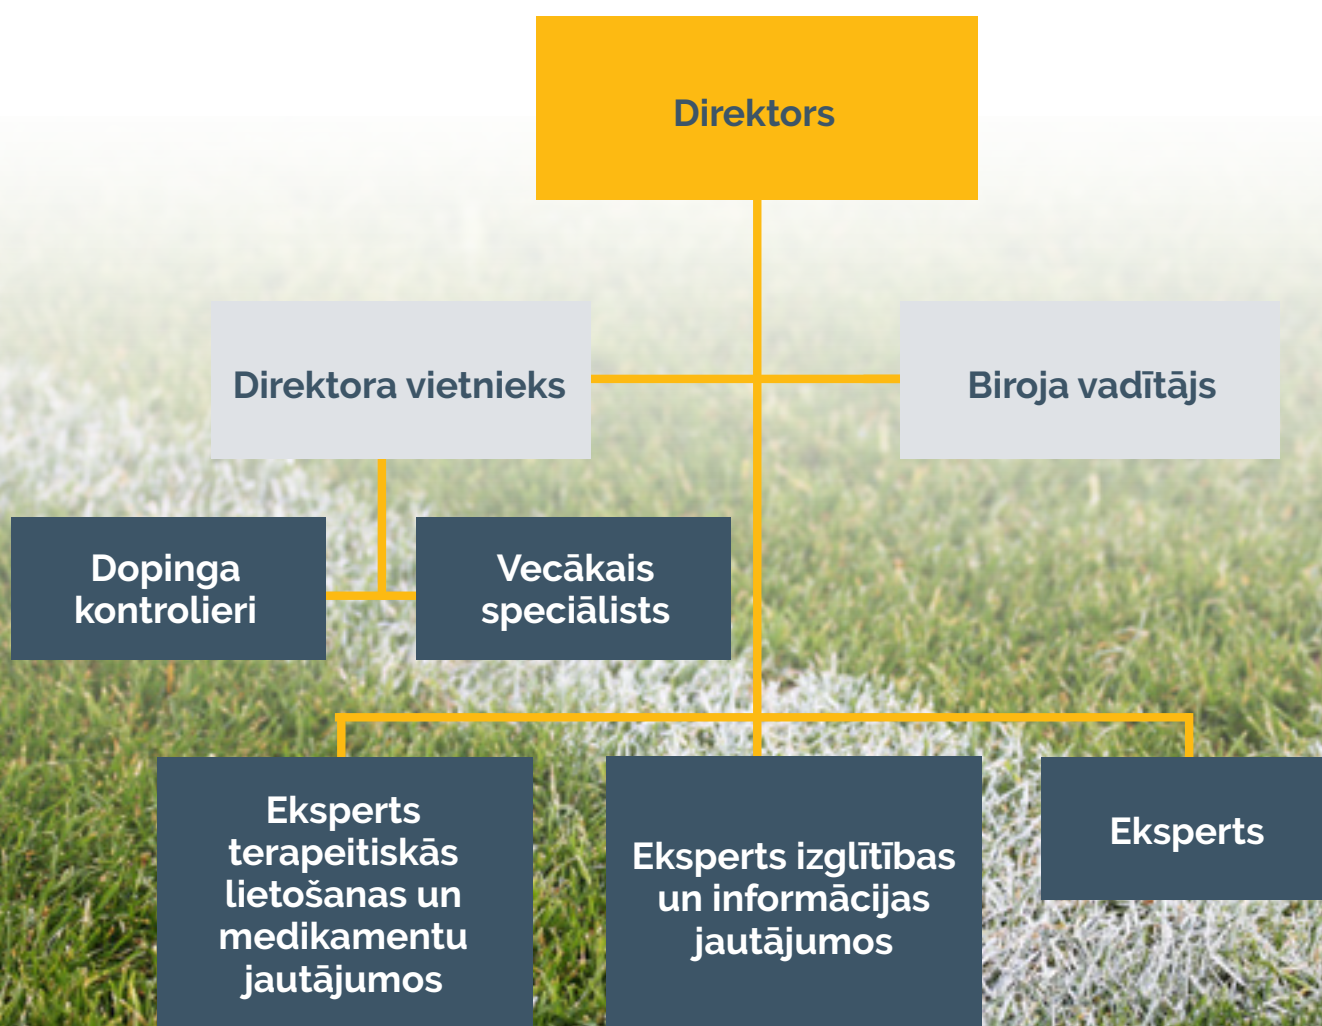 Direktors
Direktora vietnieks
Biroja vadītājs
Dopinga
kontrolieri
Vecākais
speciālists
Eksperts
terapeitiskās
lietošanas un
medikamentu
jautājumos
Eksperts izglītības
un informācijas
jautājumos
Eksperts